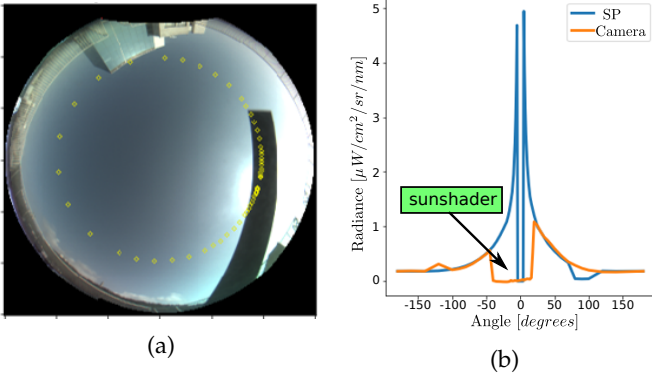 5
4
3
2
1
0
SP
Camera
sunshader
Radiance [μW/cm²/sr/nm]
-150 -100 -50 0 50 100 150
Angle [degrees]
(a)
(b)